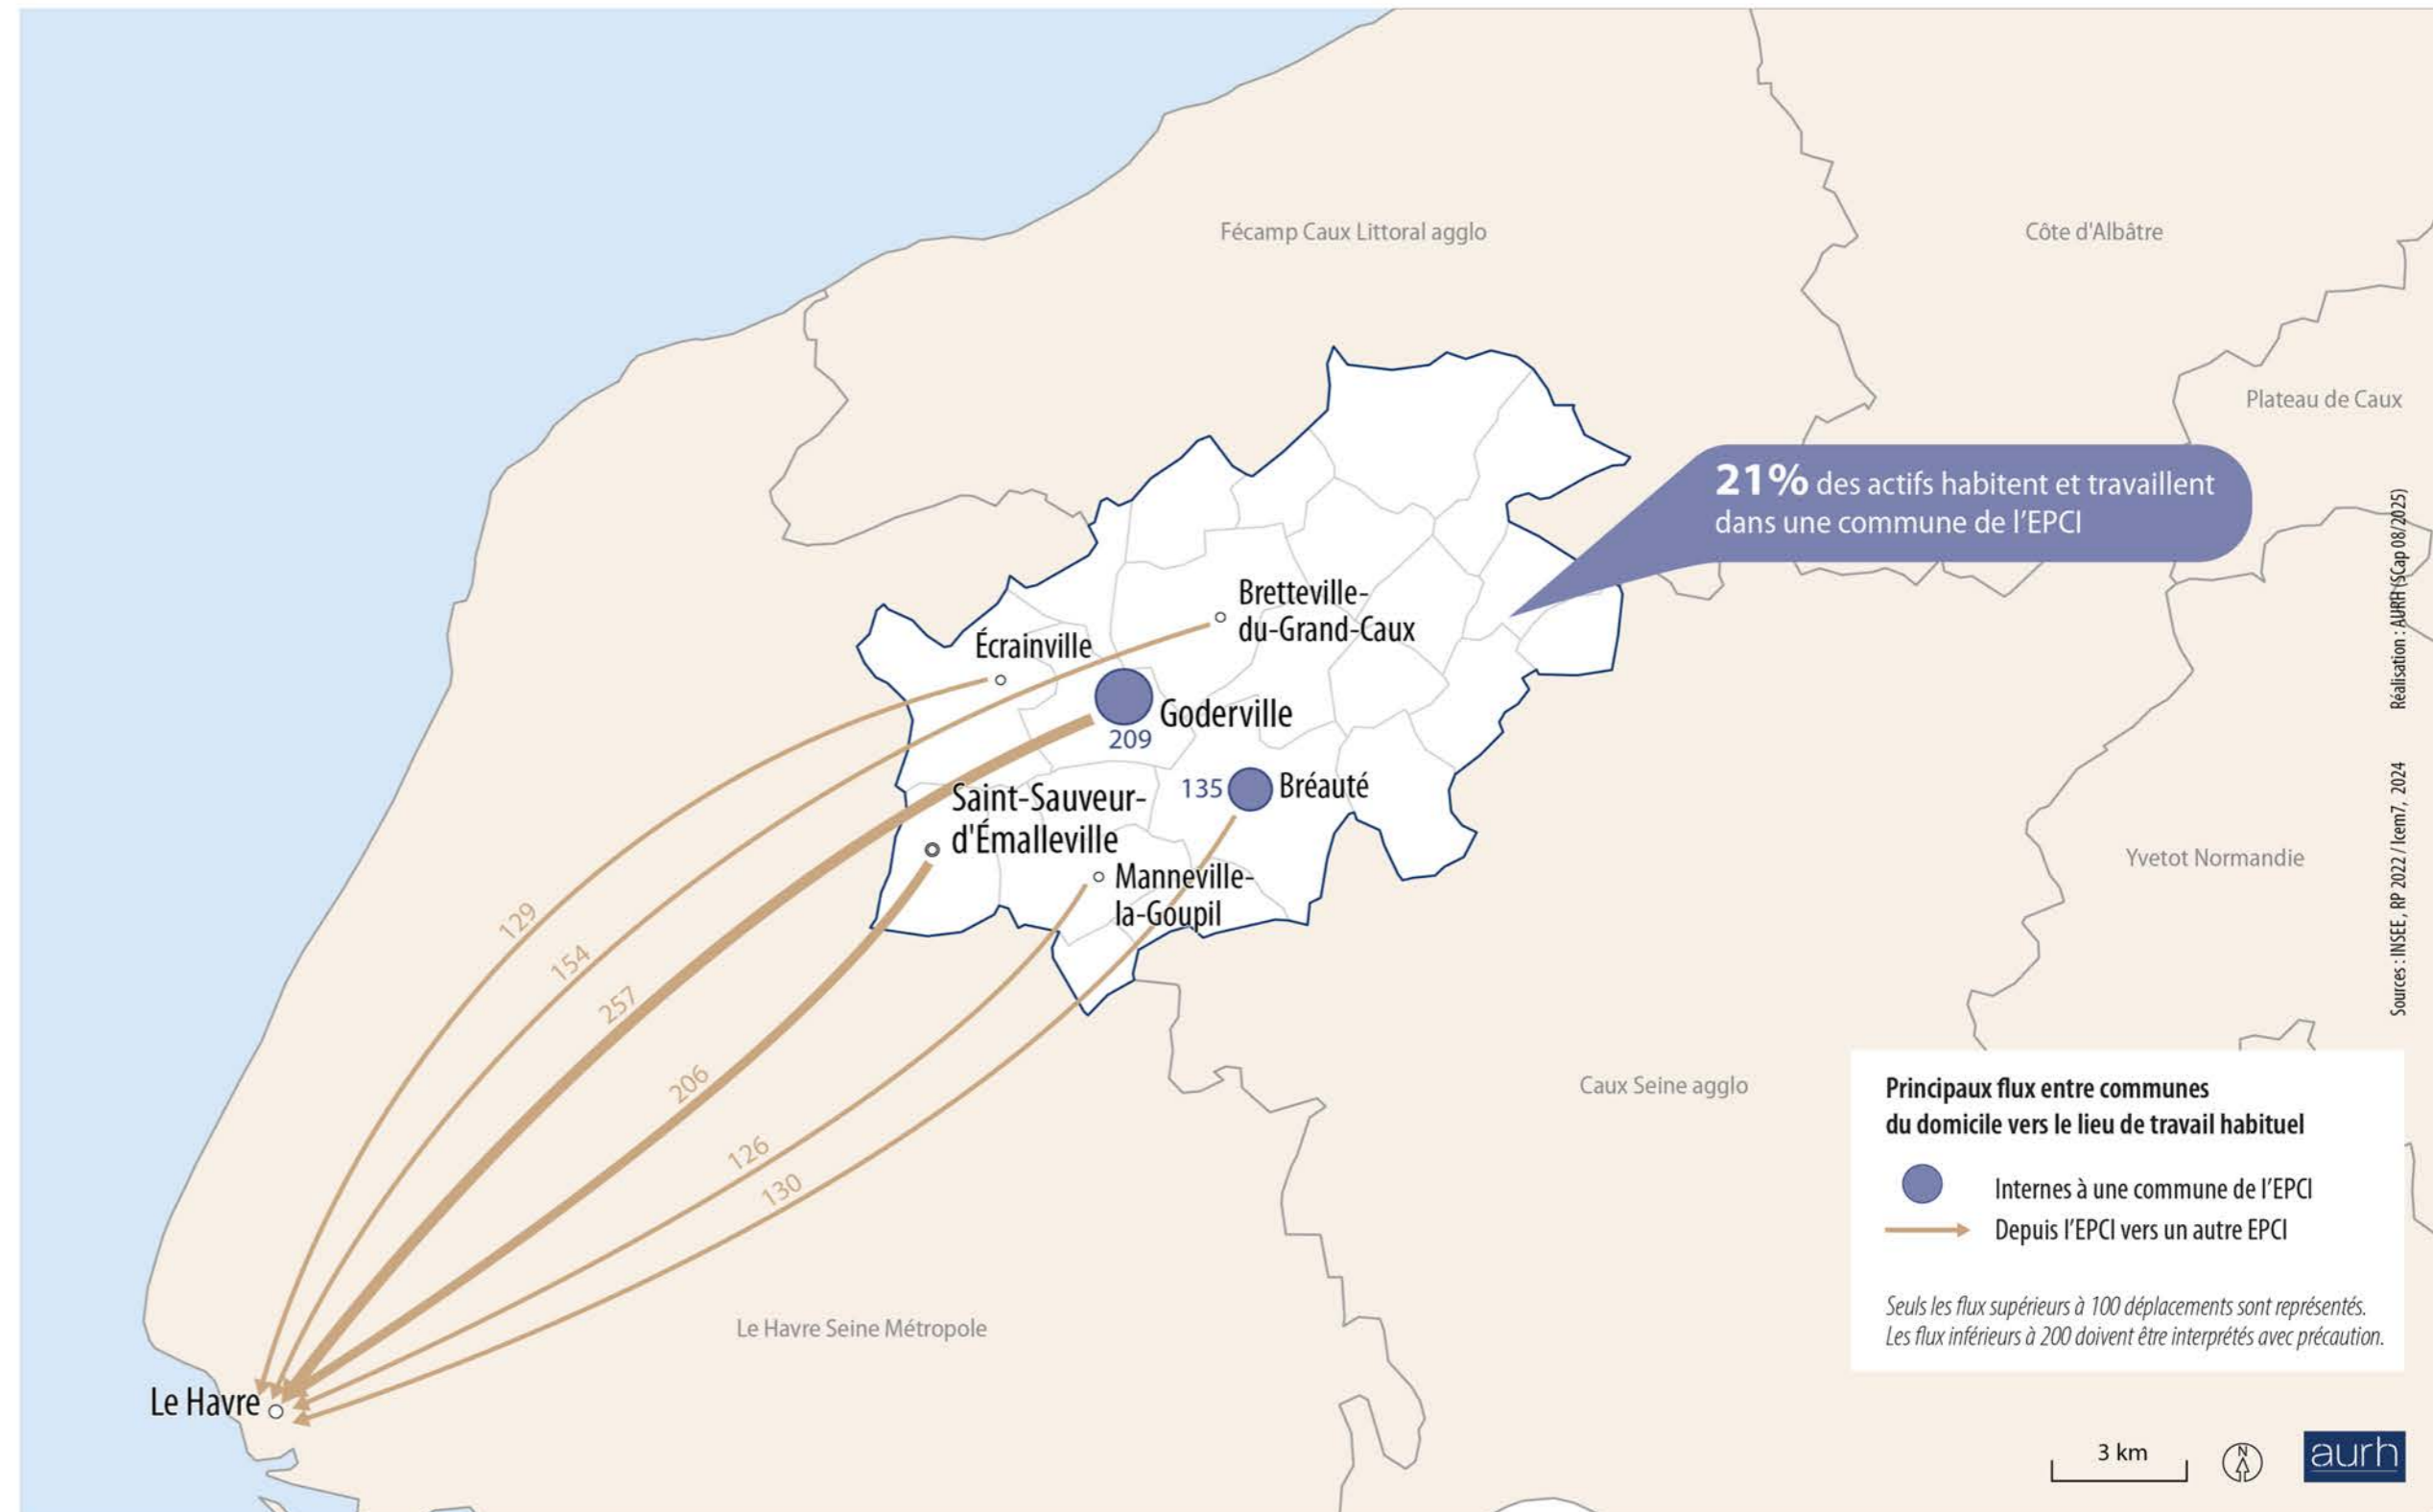 Fécamp Caux Littoral agglo
Côte d'Albâtre
Plateau de Caux
21% des actifs habitent et travaillent
dans une commune de l'EPCI
Bretteville-
du-Grand-Caux
Écrainville
Goderville
209
135
Bréauté
Saint-Sauveur-
d'Émalleville
Manneville-
la-Goupil
129
154
257
206
126
130
Yvetot Normandie
Caux Seine agglo
Le Havre Seine Métropole
Le Havre
Réalisation : AURH (SCap 08/2025)
Sources : INSEE, RP 2022 / Icem7, 2024
Principaux flux entre communes
du domicile vers le lieu de travail habituel
Internes à une commune de l'EPCI
Depuis l'EPCI vers un autre EPCI
Seuls les flux supérieurs à 100 déplacements sont représentés.
Les flux inférieurs à 200 doivent être interprétés avec précaution.
3 km
N
aurh